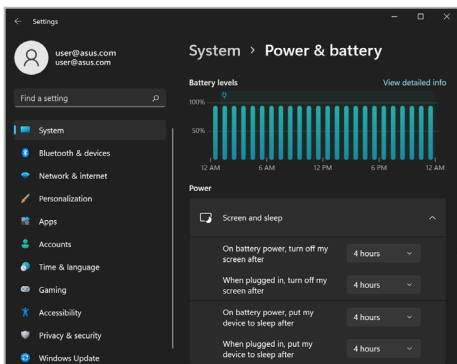 Settings
user@asus.com
user@asus.com
Find a setting
System
Bluetooth & devices
Network & internet
Personalization
Apps
Accounts
Time & language
Gaming
Accessibility
Privacy & security
Windows Update
System > Power & battery
Battery levels
View detailed info
100%
50%
12 AM
6 AM
12 PM
6 PM
12 AM
Power
Screen and sleep
On battery power, turn off my
screen after
4 hours
When plugged in, turn off my
screen after
4 hours
On battery power, put my
device to sleep after
4 hours
When plugged in, put my
device to sleep after
4 hours